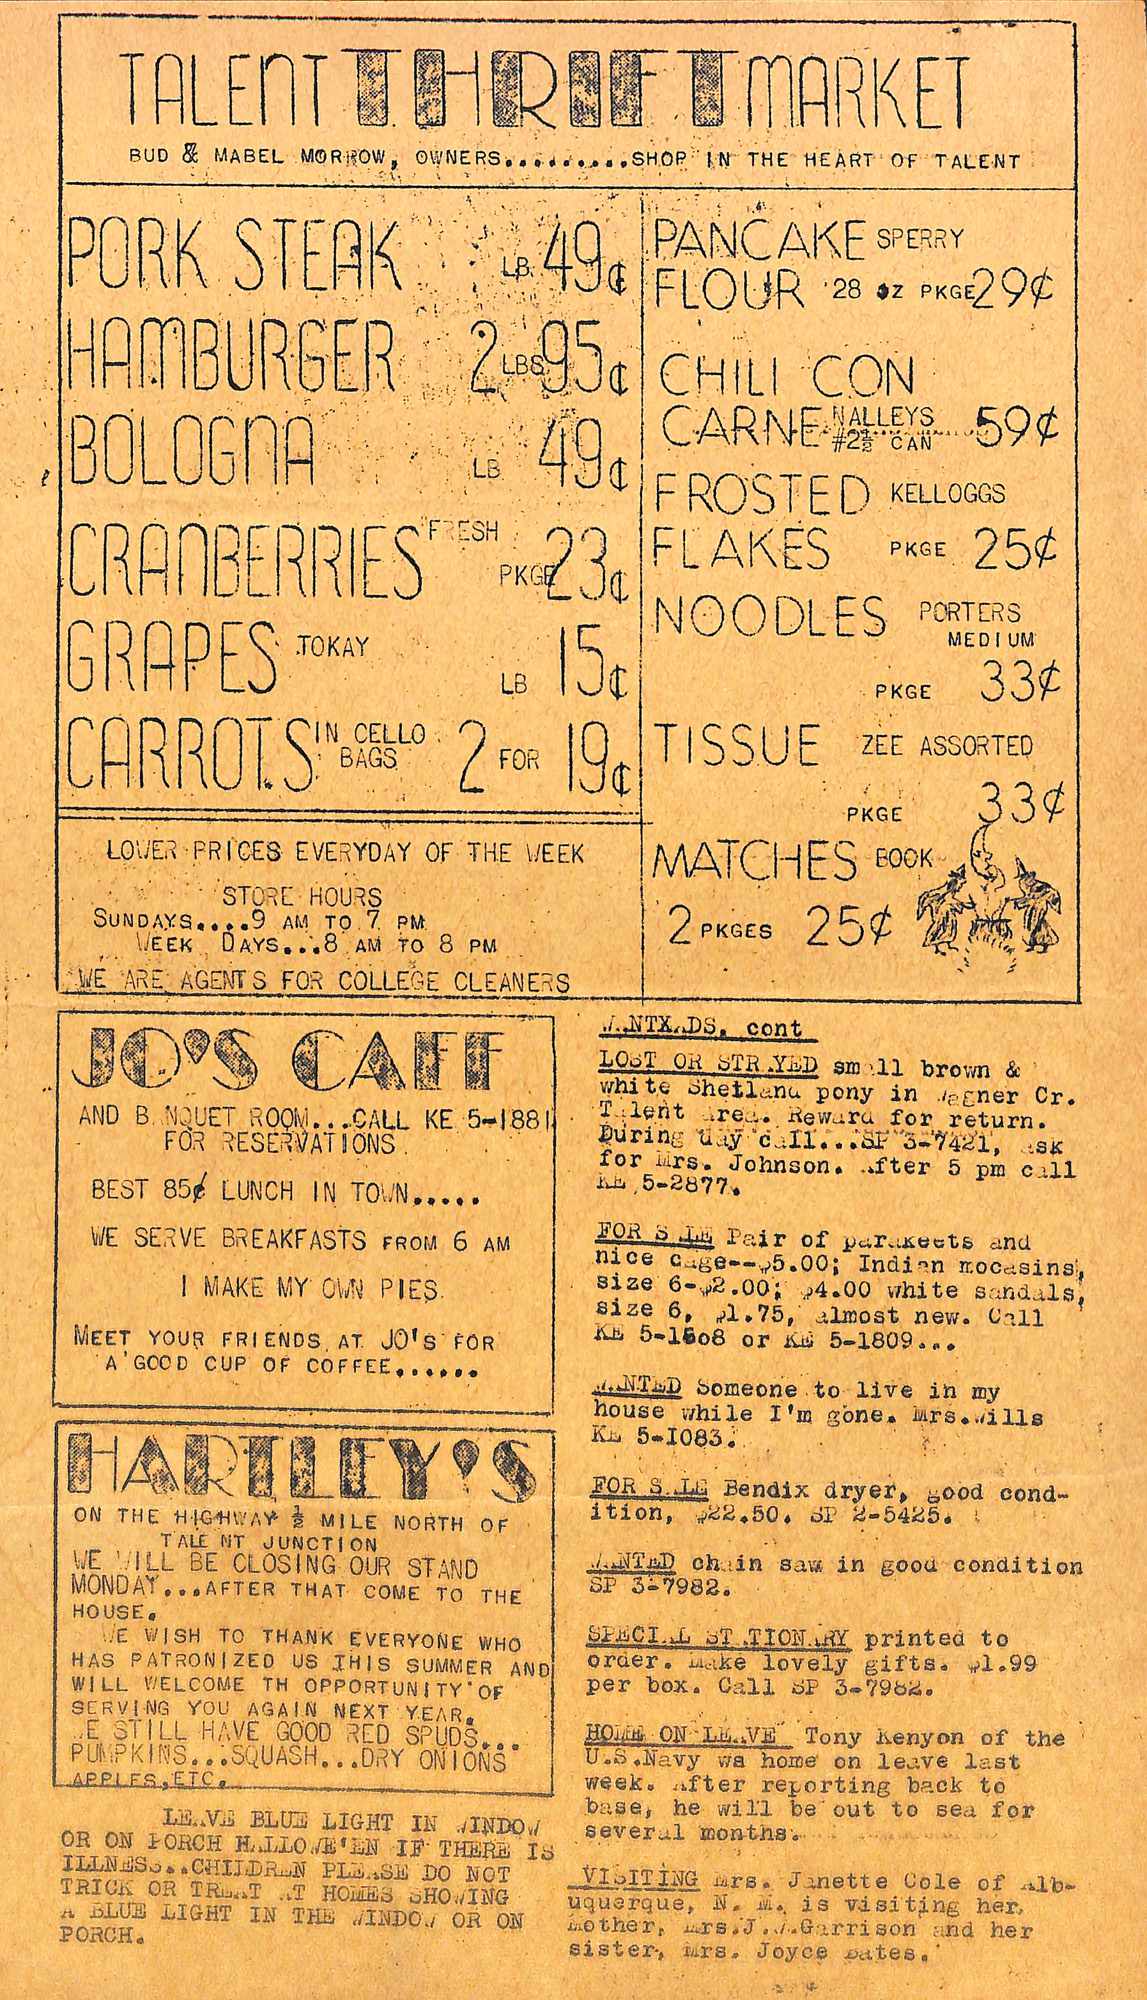 TALENT THRIFT MARKET
BUD & MABEL MORROW, OWNERS.........SHOP IN THE HEART OF TALENT
PORK STEAK LB 49¢
HAMBURGER 2 LBS 95¢
BOLOGNA LB 49¢
CRANBERRIES FRESH PKGE 23¢
GRAPES TOKAY LB 15¢
CARROTS IN CELLO BAGS 2 FOR 19¢
LOWER PRICES EVERYDAY OF THE WEEK
STORE HOURS
SUNDAYS....9 AM TO 7 PM
WEEK DAYS...8 AM TO 8 PM
WE ARE AGENTS FOR COLLEGE CLEANERS
PANCAKE SPERRY
FLOUR 28 OZ PKGE 29¢
CHILI CON
CARNE NALLEYS #2½ CAN 59¢
FROSTED KELLOGGS
FLAKES PKGE 25¢
NOODLES PORTERS
MEDIUM
PKGE 33¢
TISSUE ZEE ASSORTED
PKGE 33¢
MATCHES BOOK
2 PKGES 25¢
JO'S CAFE
AND BANQUET ROOM...CALL KE 5-1881
FOR RESERVATIONS
BEST 85¢ LUNCH IN TOWN.....
WE SERVE BREAKFASTS FROM 6 AM
I MAKE MY OWN PIES
MEET YOUR FRIENDS AT JO'S FOR
A GOOD CUP OF COFFEE......
HARTLEY'S
ON THE HIGHWAY ½ MILE NORTH OF
TALENT JUNCTION
WE WILL BE CLOSING OUR STAND
MONDAY...AFTER THAT COME TO THE
HOUSE.
WE WISH TO THANK EVERYONE WHO
HAS PATRONIZED US THIS SUMMER AND
WILL WELCOME TH OPPORTUNITY OF
SERVING YOU AGAIN NEXT YEAR.
WE STILL HAVE GOOD RED SPUDS...
PUMPKINS...SQUASH...DRY ONIONS
APPLES,ETC.
LEAVE BLUE LIGHT IN WINDOW
OR ON PORCH HALLOWE'EN IF THERE IS
ILLNESS..CHILDREN PLEASE DO NOT
TRICK OR TREAT AT HOMES SHOWING
A BLUE LIGHT IN THE WINDOW OR ON
PORCH.
WANTXADS, cont
LOST OR STRAYED small brown &
white Shetland pony in Wagner Cr.
Talent area. Reward for return.
During day call...SP 3-7421, ask
for Mrs. Johnson. After 5 pm call
KE 5-2877.
FOR SALE Pair of parakeets and
nice cage--$5.00; Indian mocasins,
size 6-$2.00; $4.00 white sandals,
size 6, $1.75, almost new. Call
KE 5-1808 or KE 5-1809...
WANTED Someone to live in my
house while I'm gone. Mrs.Wills
KE 5-1083.
FOR SALE Bendix dryer, good cond-
ition, $22.50. SP 2-5425.
WANTED chain saw in good condition
SP 3-7982.
SPECIAL STATIONARY printed to
order. Make lovely gifts. $1.99
per box. Call SP 3-7982.
HOME ON LEAVE Tony Kenyon of the
U.S.Navy wa home on leave last
week. After reporting back to
base, he will be out to sea for
several months.
VISITING Mrs. Janette Cole of Alb-
uquerque, N. M. is visiting her
mother, Mrs.J.W.Garrison and her
sister, Mrs. Joyce Bates.